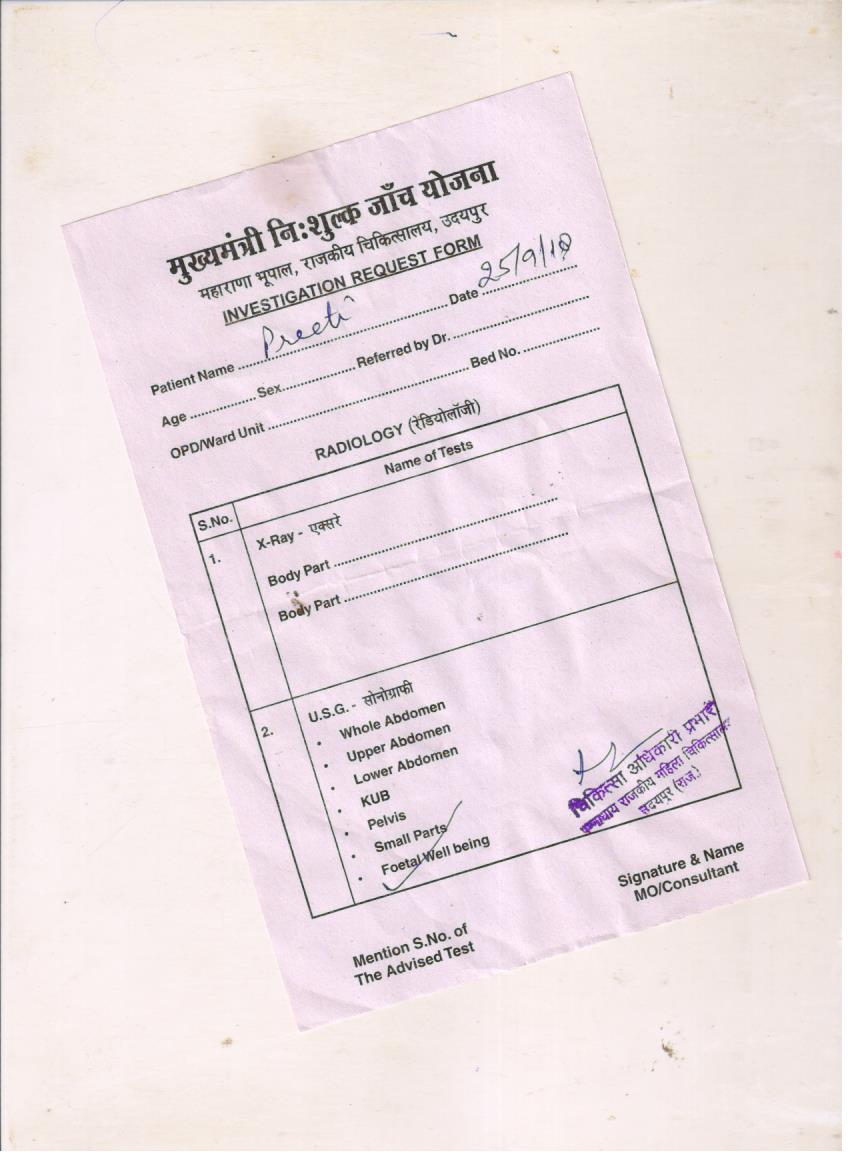 मुख्यमंत्री नि:शुल्क जाँच योजना
महाराणा भूपाल, राजकीय चिकित्सालय, उदयपुर
INVESTIGATION REQUEST FORM
Patient Name ........ Preeti ........ Date 25/9/18
Age ................ Sex ................ Referred by Dr. ................
OPD/Ward Unit ................ Bed No. ................
RADIOLOGY (रेडियोलॉजी)
S.No. Name of Tests
1. X-Ray - एक्सरे
Body Part ................
Body Part ................
2. U.S.G. - सोनोग्राफी
• Whole Abdomen
• Upper Abdomen
• Lower Abdomen
• KUB
• Pelvis
• Small Parts
• Foetal Well being
चिकित्सा अधिकारी प्रभारी
पन्नाधाय राजकीय महिला चिकित्सालय
उदयपुर (राज.)
Signature & Name
MO/Consultant
Mention S.No. of
The Advised Test